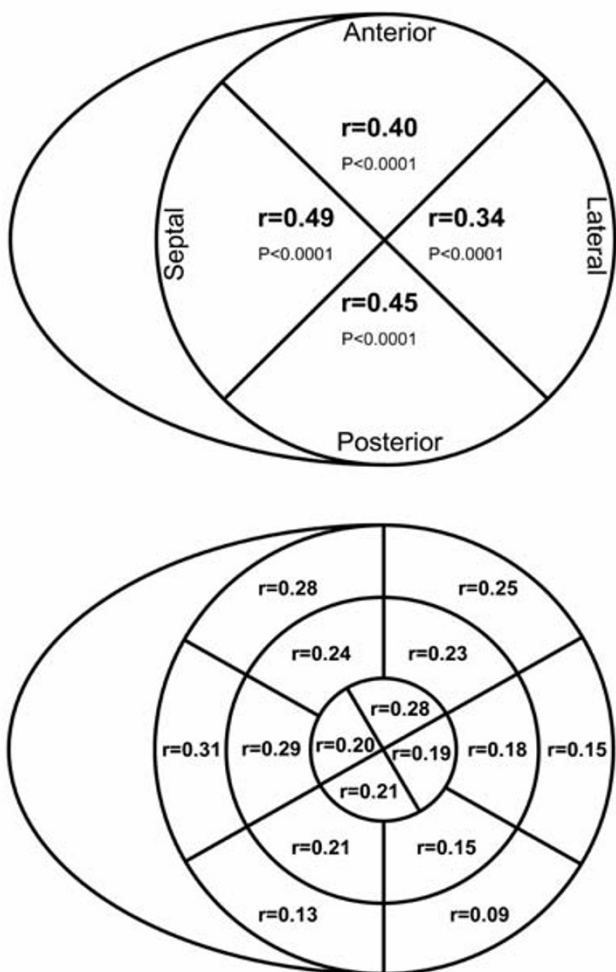 Anterior
r=0.40
P<0.0001
Septal
r=0.49
P<0.0001
r=0.34
P<0.0001
Lateral
r=0.45
P<0.0001
Posterior
r=0.28
r=0.25
r=0.24
r=0.23
r=0.28
r=0.31
r=0.29
r=0.20
r=0.19
r=0.18
r=0.15
r=0.21
r=0.21
r=0.15
r=0.13
r=0.09